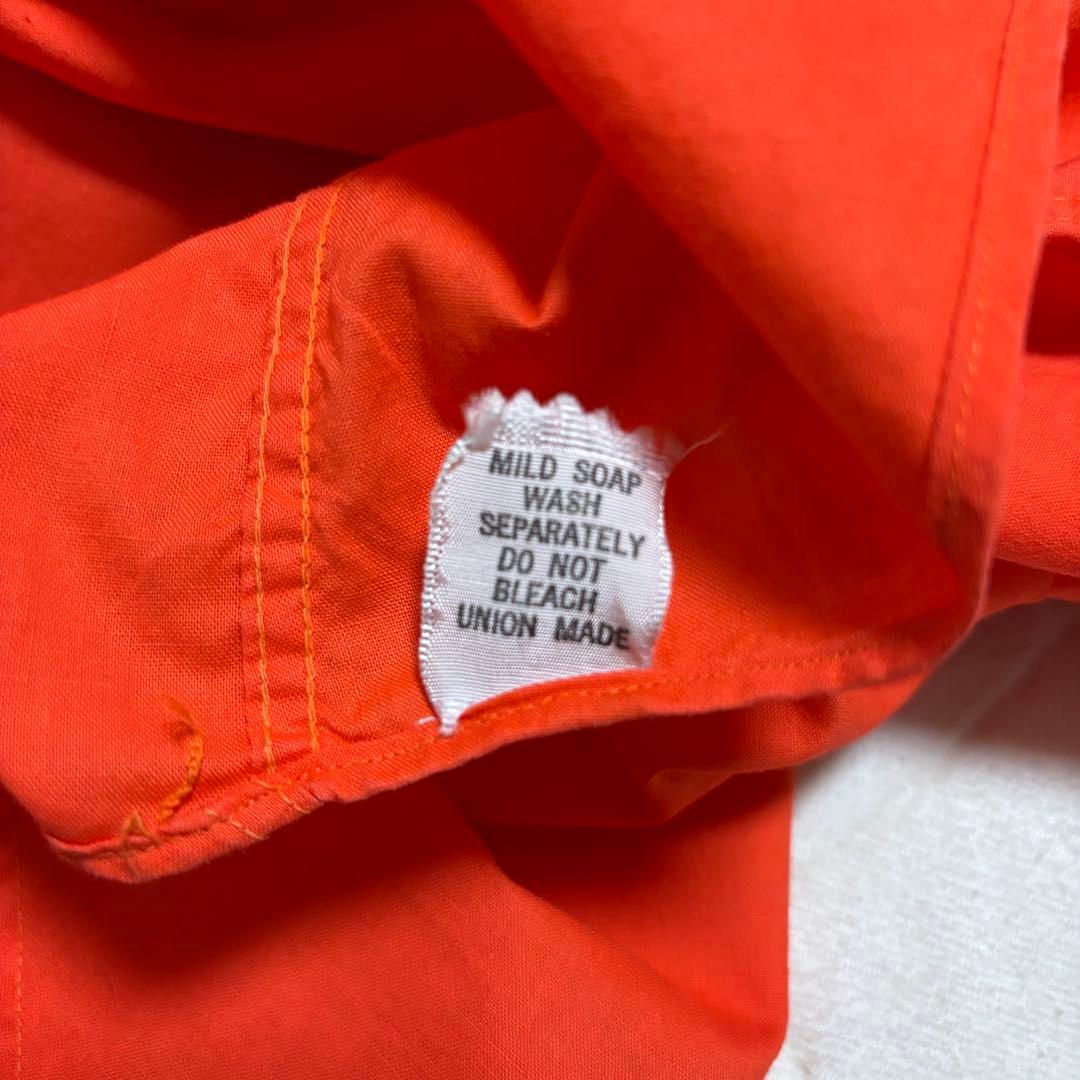 MILD SOAP
WASH
SEPARATELY
DO NOT
BLEACH
UNION MADE